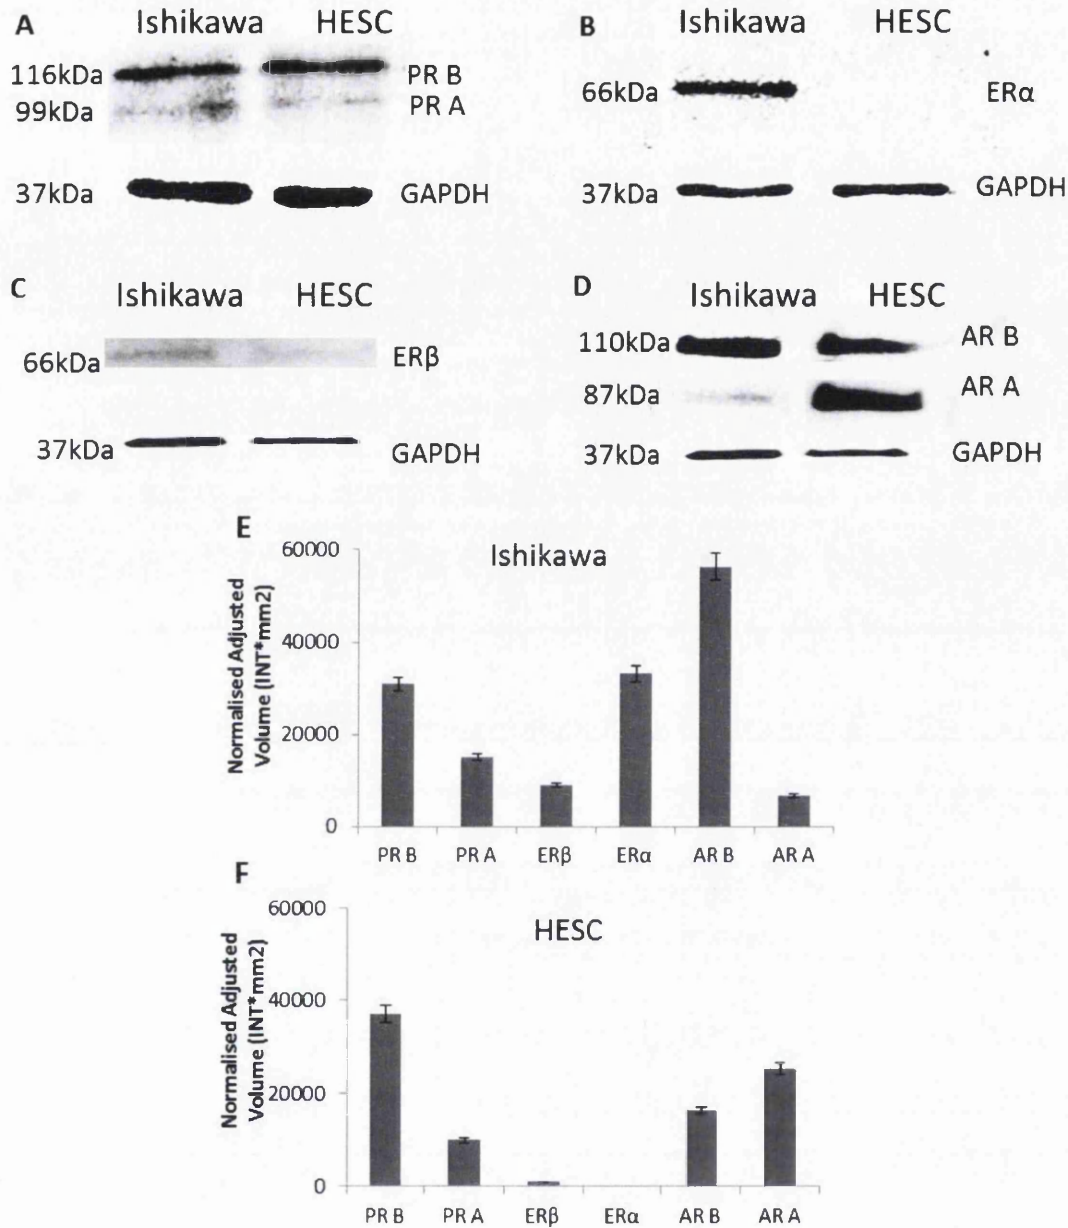 A
Ishikawa HESC
116kDa PR B
99kDa PR A
37kDa GAPDH
B
Ishikawa HESC
66kDa ERα
37kDa GAPDH
C
Ishikawa HESC
66kDa ERβ
37kDa GAPDH
D
Ishikawa HESC
110kDa AR B
87kDa AR A
37kDa GAPDH
E
Ishikawa
Normalised Adjusted
Volume (INT*mm2)
60000
40000
20000
0
PR B PR A ERβ ERα AR B AR A
F
HESC
Normalised Adjusted
Volume (INT*mm2)
60000
40000
20000
0
PR B PR A ERβ ERα AR B AR A